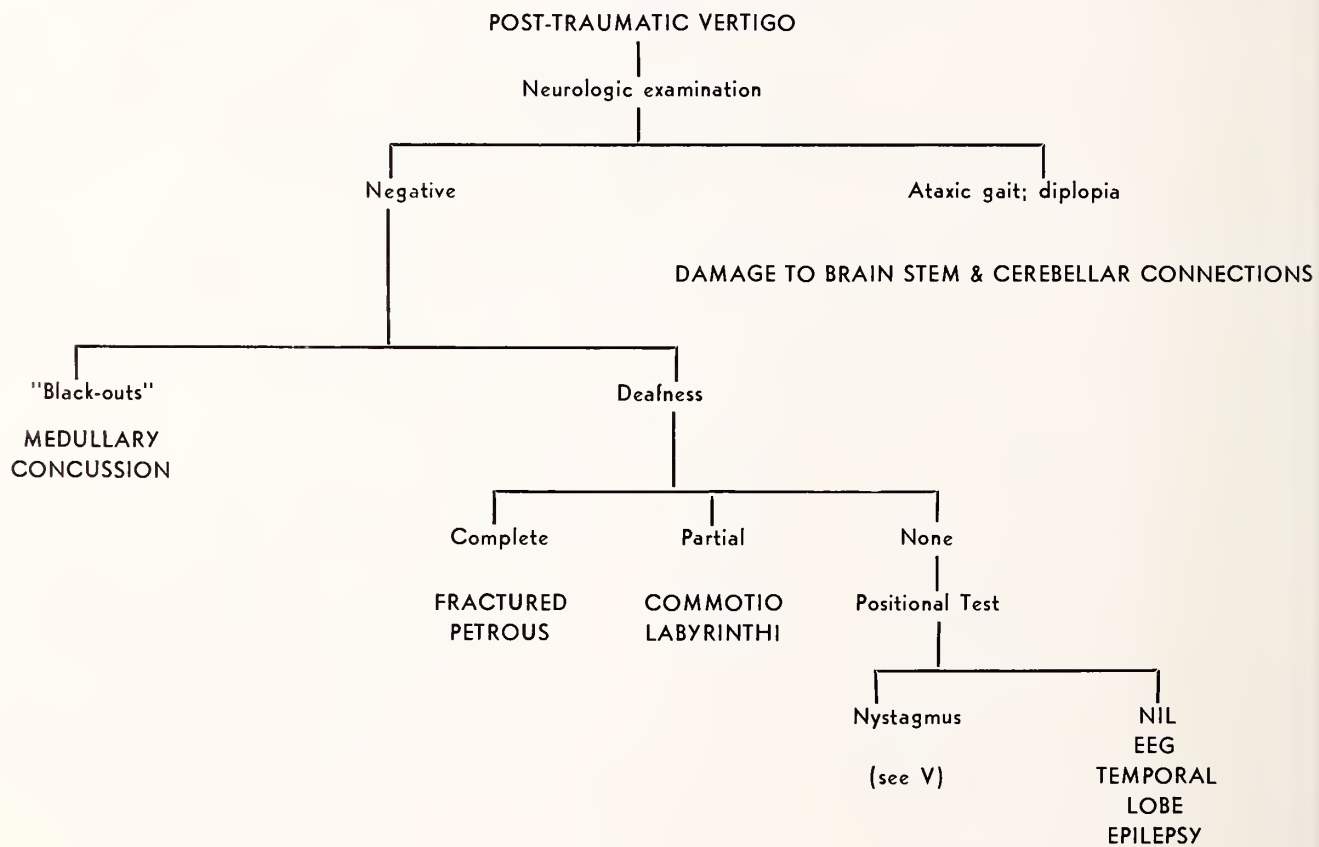 POST-TRAUMATIC VERTIGO
Neurologic examination
Negative
Ataxic gait; diplopia
DAMAGE TO BRAIN STEM & CEREBELLAR CONNECTIONS
"Black-outs"
Deafness
MEDULLARY
CONCUSSION
Complete
Partial
None
FRACTURED
PETROUS
COMMOTIO
LABYRINTHI
Positional Test
Nystagmus
(see V)
NIL
EEG
TEMPORAL
LOBE
EPILEPSY